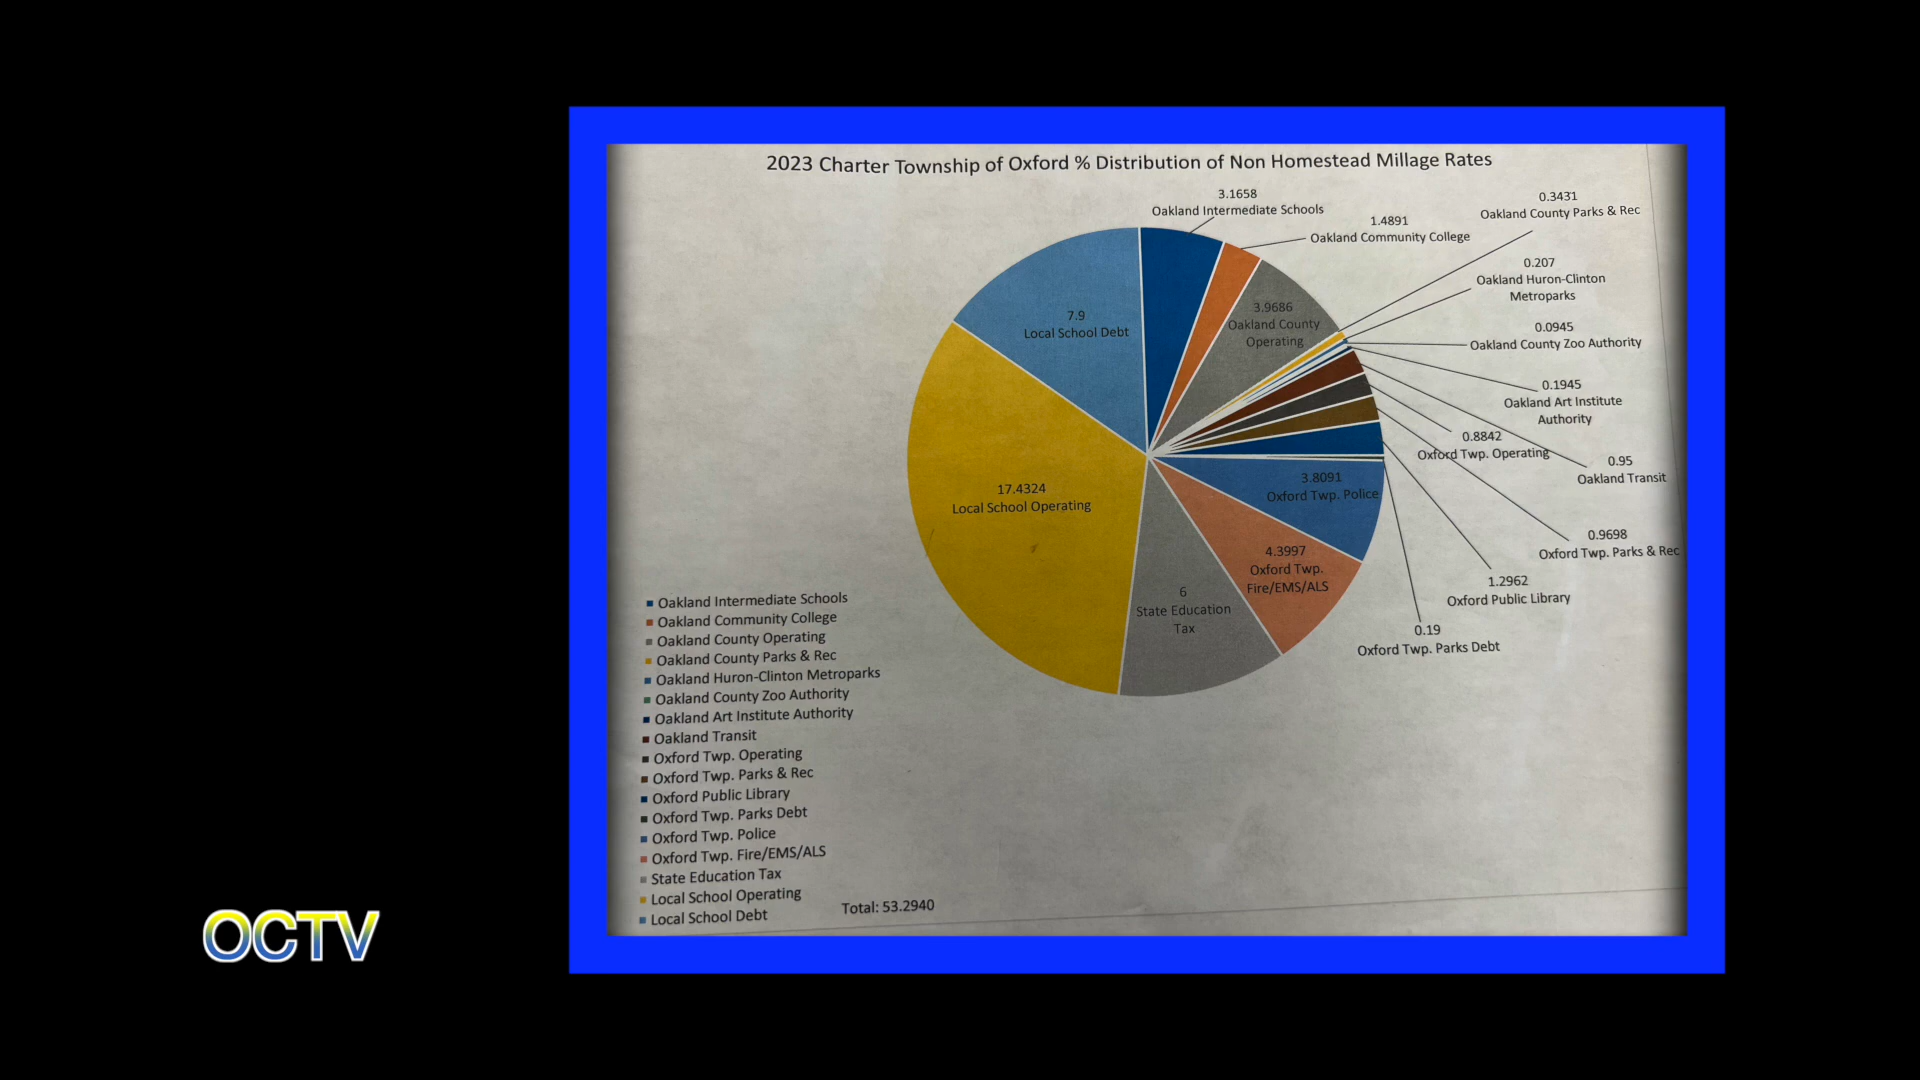 2023 Charter Township of Oxford % Distribution of Non Homestead Millage Rates
3.1658
Oakland Intermediate Schools
1.4891
Oakland Community College
0.3431
Oakland County Parks & Rec
3.9686
Oakland County
Operating
0.207
Oakland Huron-Clinton
Metroparks
0.0945
Oakland County Zoo Authority
0.1945
Oakland Art Institute
Authority
0.8842
Oxford Twp. Operating
0.95
Oakland Transit
0.9698
Oxford Twp. Parks & Rec
1.2962
Oxford Public Library
0.19
Oxford Twp. Parks Debt
3.8091
Oxford Twp. Police
4.3997
Oxford Twp.
Fire/EMS/ALS
6
State Education
Tax
17.4324
Local School Operating
7.9
Local School Debt
Oakland Intermediate Schools
Oakland Community College
Oakland County Operating
Oakland County Parks & Rec
Oakland Huron-Clinton Metroparks
Oakland County Zoo Authority
Oakland Art Institute Authority
Oakland Transit
Oxford Twp. Operating
Oxford Twp. Parks & Rec
Oxford Public Library
Oxford Twp. Parks Debt
Oxford Twp. Police
Oxford Twp. Fire/EMS/ALS
State Education Tax
Local School Operating
Local School Debt
Total: 53.2940
OCTV